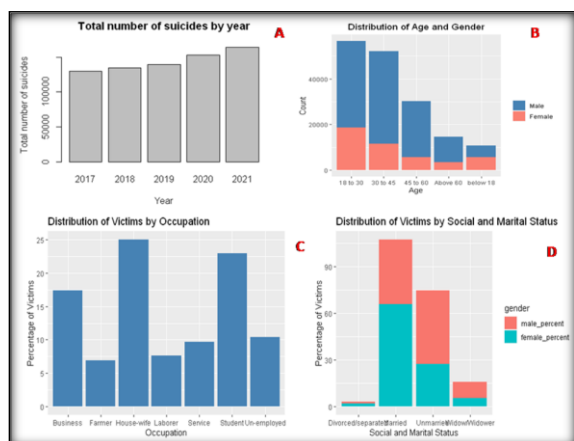 Total number of suicides by year
A
Total number of suicides
100000
50000
0
2017 2018 2019 2020 2021
Year
Distribution of Age and Gender
B
Count
40000
20000
0
Male
Female
18 to 30 30 to 45 45 to 60 Above 60 below 18
Age
Distribution of Victims by Occupation
C
Percentage of Victims
25
20
15
10
5
0
Business Farmer House-wife Laborer Service Student Un-employed
Occupation
Distribution of Victims by Social and Marital Status
D
Percentage of Victims
90
60
30
0
gender
male_percent
female_percent
Divorced/separated Married Unmarried Widow/Widower
Social and Marital Status